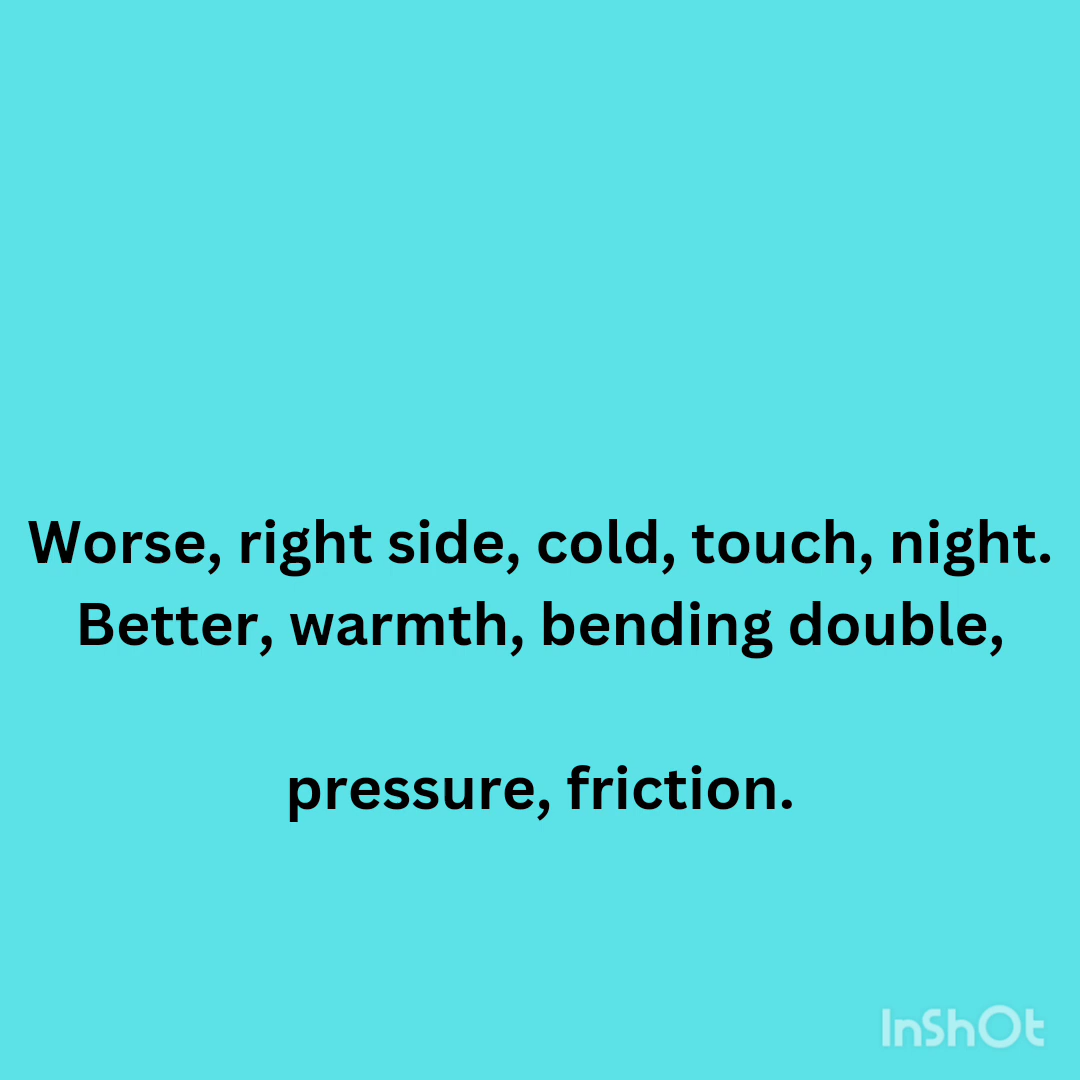 Worse, right side, cold, touch, night.
Better, warmth, bending double,
pressure, friction.
InShOt